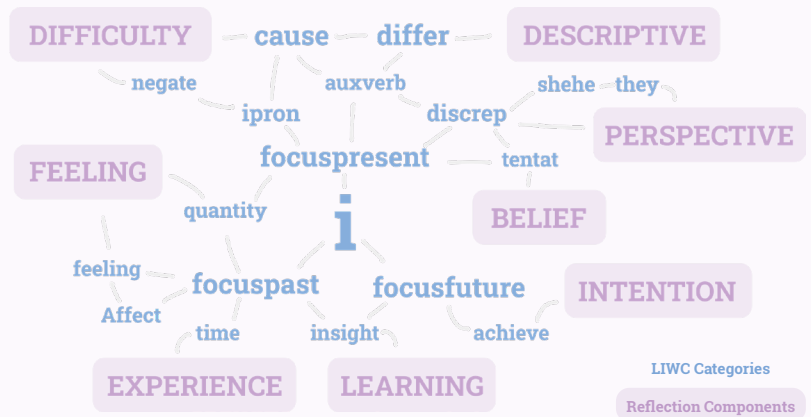 DIFFICULTY
cause
differ
DESCRIPTIVE
negate
auxverb
shehe
they
ipron
discrep
PERSPECTIVE
focuspresent
tentat
FEELING
quantity
i
BELIEF
feeling
focuspast
focusfuture
INTENTION
Affect
time
insight
achieve
EXPERIENCE
LEARNING
LIWC Categories
Reflection Components